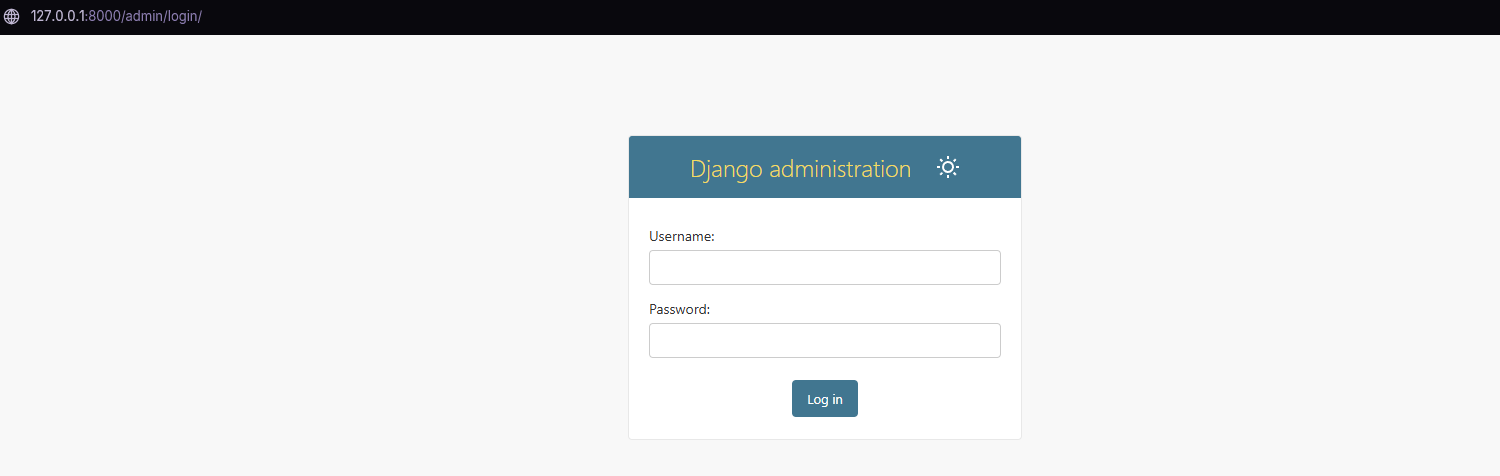 127.0.0.1:8000/admin/login/
Django administration
Username:
Password:
Log in